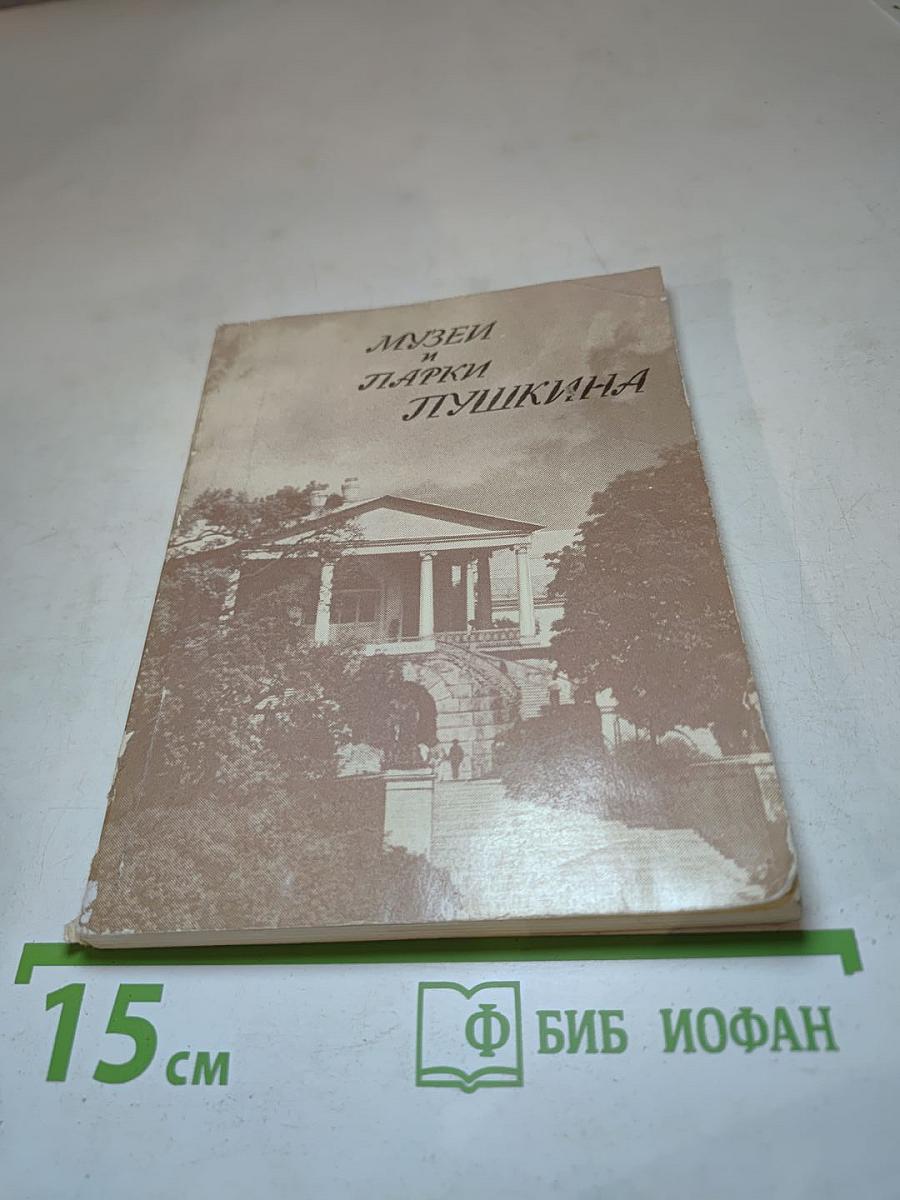 МУЗЕИ
и
ПАРКИ
ПУШКИНА
15 см
Ф БИБ ИОФАН